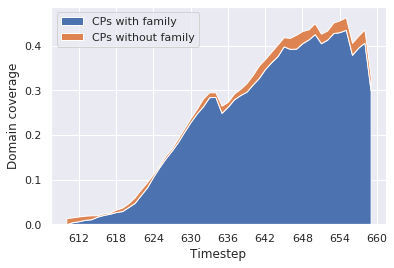 CPs with family
CPs without family
Domain coverage
0.4
0.3
0.2
0.1
0.0
612 618 624 630 636 642 648 654 660
Timestep